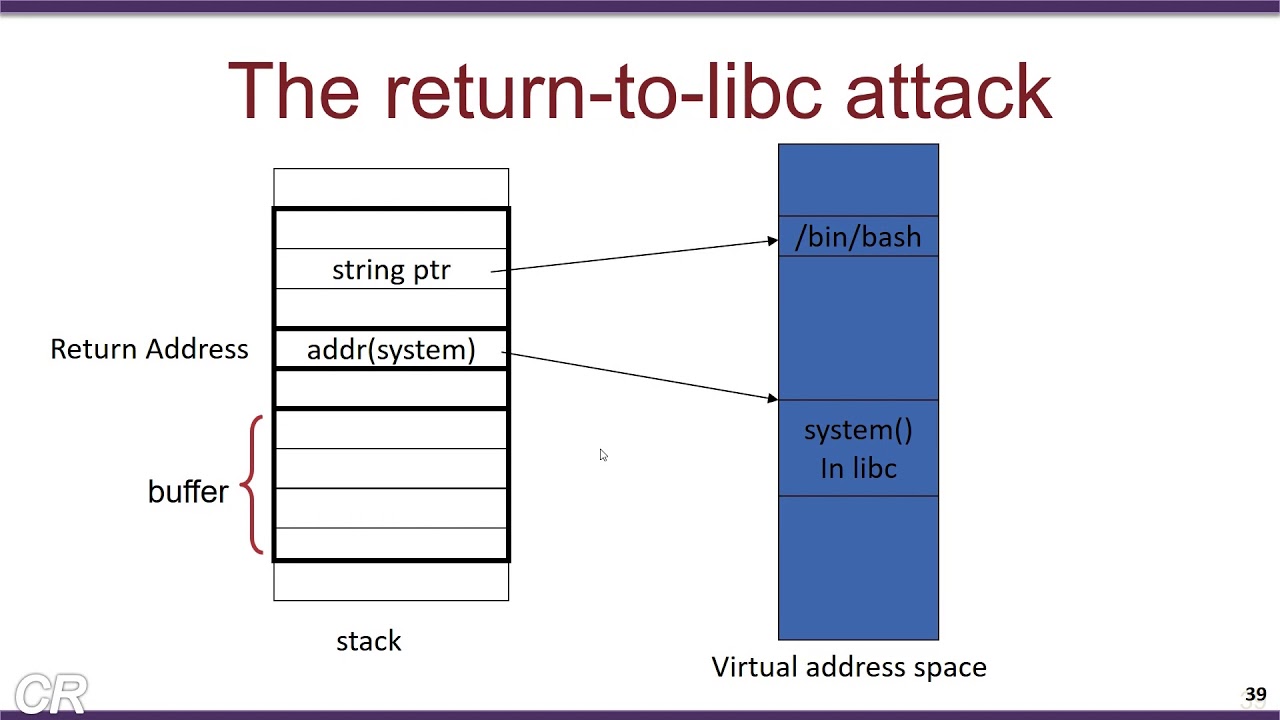 The return-to-libc attack
/bin/bash
string ptr
Return Address
addr(system)
system()
In libc
buffer
stack
Virtual address space
CR
39